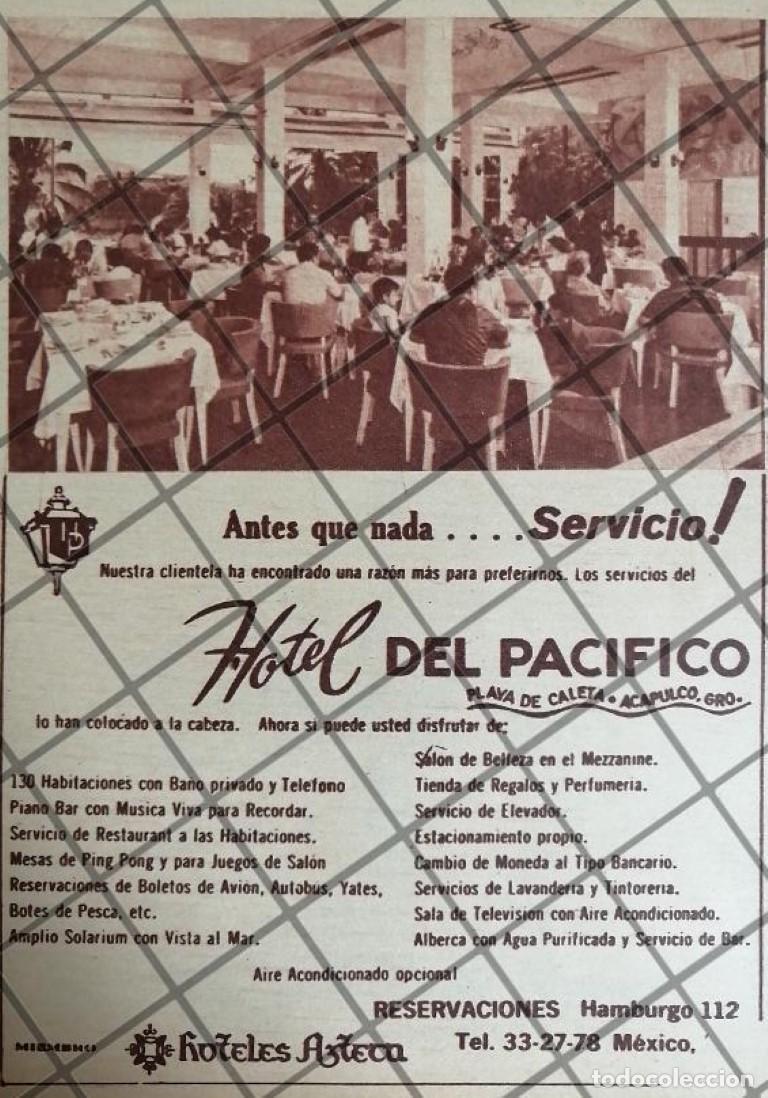 HP
Antes que nada . . . . Servicio!
Nuestra clientela ha encontrado una razón más para preferirnos. Los servicios del
Hotel DEL PACIFICO
PLAYA DE CALETA • ACAPULCO, GRO.
lo han colocado a la cabeza. Ahora si puede usted disfrutar de:
130 Habitaciones con Baño privado y Telefono
Piano Bar con Musica Viva para Recordar.
Servicio de Restaurant a las Habitaciones.
Mesas de Ping Pong y para Juegos de Salón
Reservaciones de Boletos de Avión, Autobus, Yates,
Botes de Pesca, etc.
Amplio Solarium con Vista al Mar.
Salon de Belleza en el Mezzanine.
Tienda de Regalos y Perfumeria.
Servicio de Elevador.
Estacionamiento propio.
Cambio de Moneda al Tipo Bancario.
Servicios de Lavanderia y Tintoreria.
Sala de Television con Aire Acondicionado.
Alberca con Agua Purificada y Servicio de Bar.
Aire Acondicionado opcional
RESERVACIONES Hamburgo 112
Tel. 33-27-78 México,
MIEMBRO Hoteles Azteca
todocoleccion